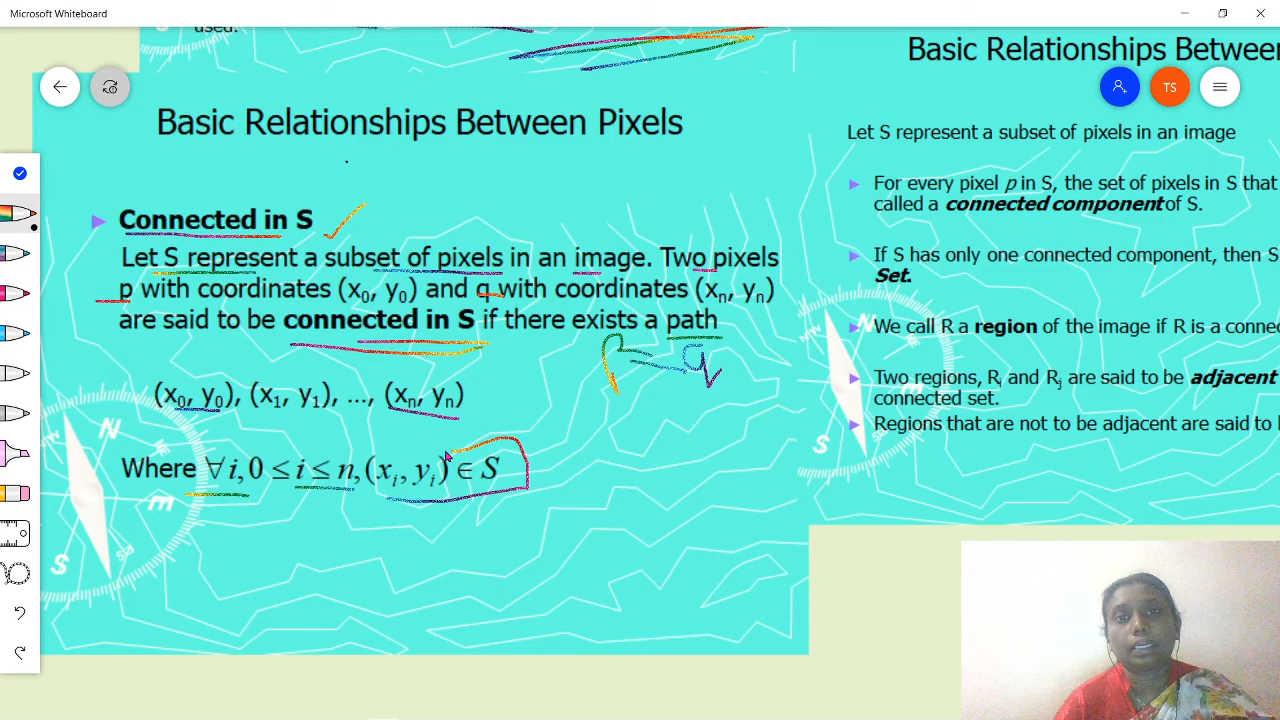 Microsoft Whiteboard
used.
Basic Relationships Between Pixels
Connected in S
Let S represent a subset of pixels in an image. Two pixels
p with coordinates (x0, y0) and q with coordinates (xn, yn)
are said to be connected in S if there exists a path
p q
(x0, y0), (x1, y1), ..., (xn, yn)
Where ∀i, 0 ≤ i ≤ n, (xi, yi) ∈ S
N
m
S
Basic Relationships Between
TS
Let S represent a subset of pixels in an image
For every pixel p in S, the set of pixels in S that
called a connected component of S.
If S has only one connected component, then S
Set.
We call R a region of the image if R is a connec
Two regions, Ri and Rj are said to be adjacent
connected set.
Regions that are not to be adjacent are said to
N
m
S